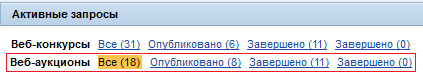 Активные запросы
Веб-конкурсы Все (31) Опубликовано (6) Завершено (11) Завершено (0)
Веб-аукционы Все (18) Опубликовано (8) Завершено (11) Завершено (0)